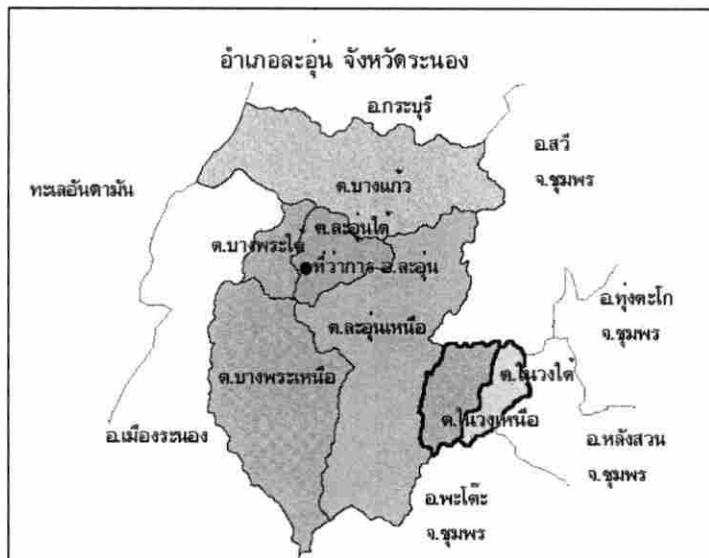 อำเภอละอุ่น จังหวัดระนอง
อ.กระบุรี
อ.สวี
จ.ชุมพร
ทะเลอันดามัน
ต.บางแก้ว
ต.ละอุ่นใต้
ต.บางพระใต้
ที่ว่าการ อ.ละอุ่น
อ.ทุ่งตะโก
จ.ชุมพร
ต.ละอุ่นเหนือ
ต.ในวงใต้
ต.บางพระเหนือ
ต.ในวงเหนือ
อ.เมืองระนอง
อ.หลังสวน
จ.ชุมพร
อ.พะโต๊ะ
จ.ชุมพร